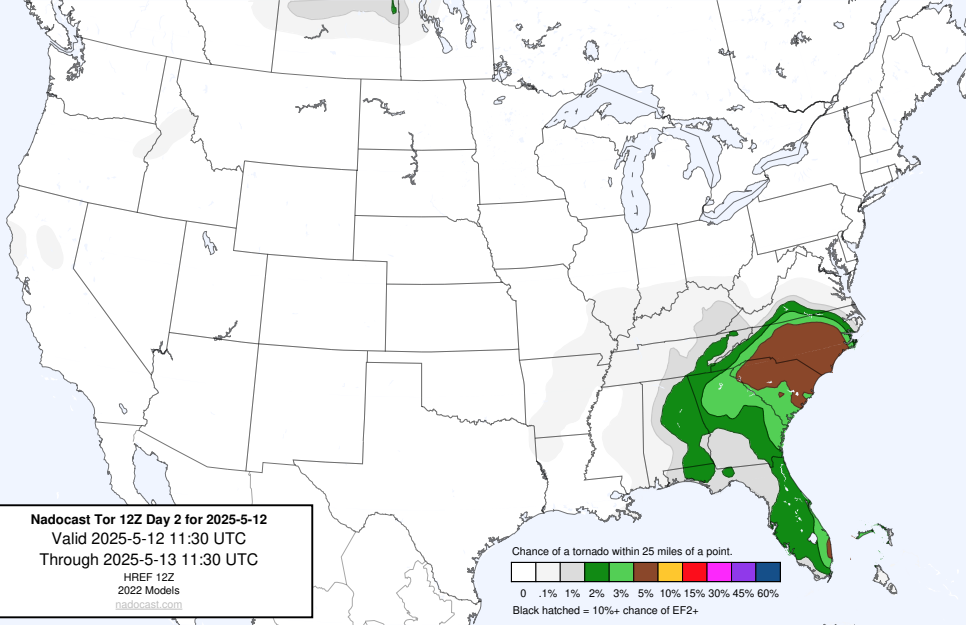 Nadocast Tor 12Z Day 2 for 2025-5-12
Valid 2025-5-12 11:30 UTC
Through 2025-5-13 11:30 UTC
HREF 12Z
2022 Models
nadocast.com
Chance of a tornado within 25 miles of a point.
0 .1% 1% 2% 3% 5% 10% 15% 30% 45% 60%
Black hatched = 10%+ chance of EF2+